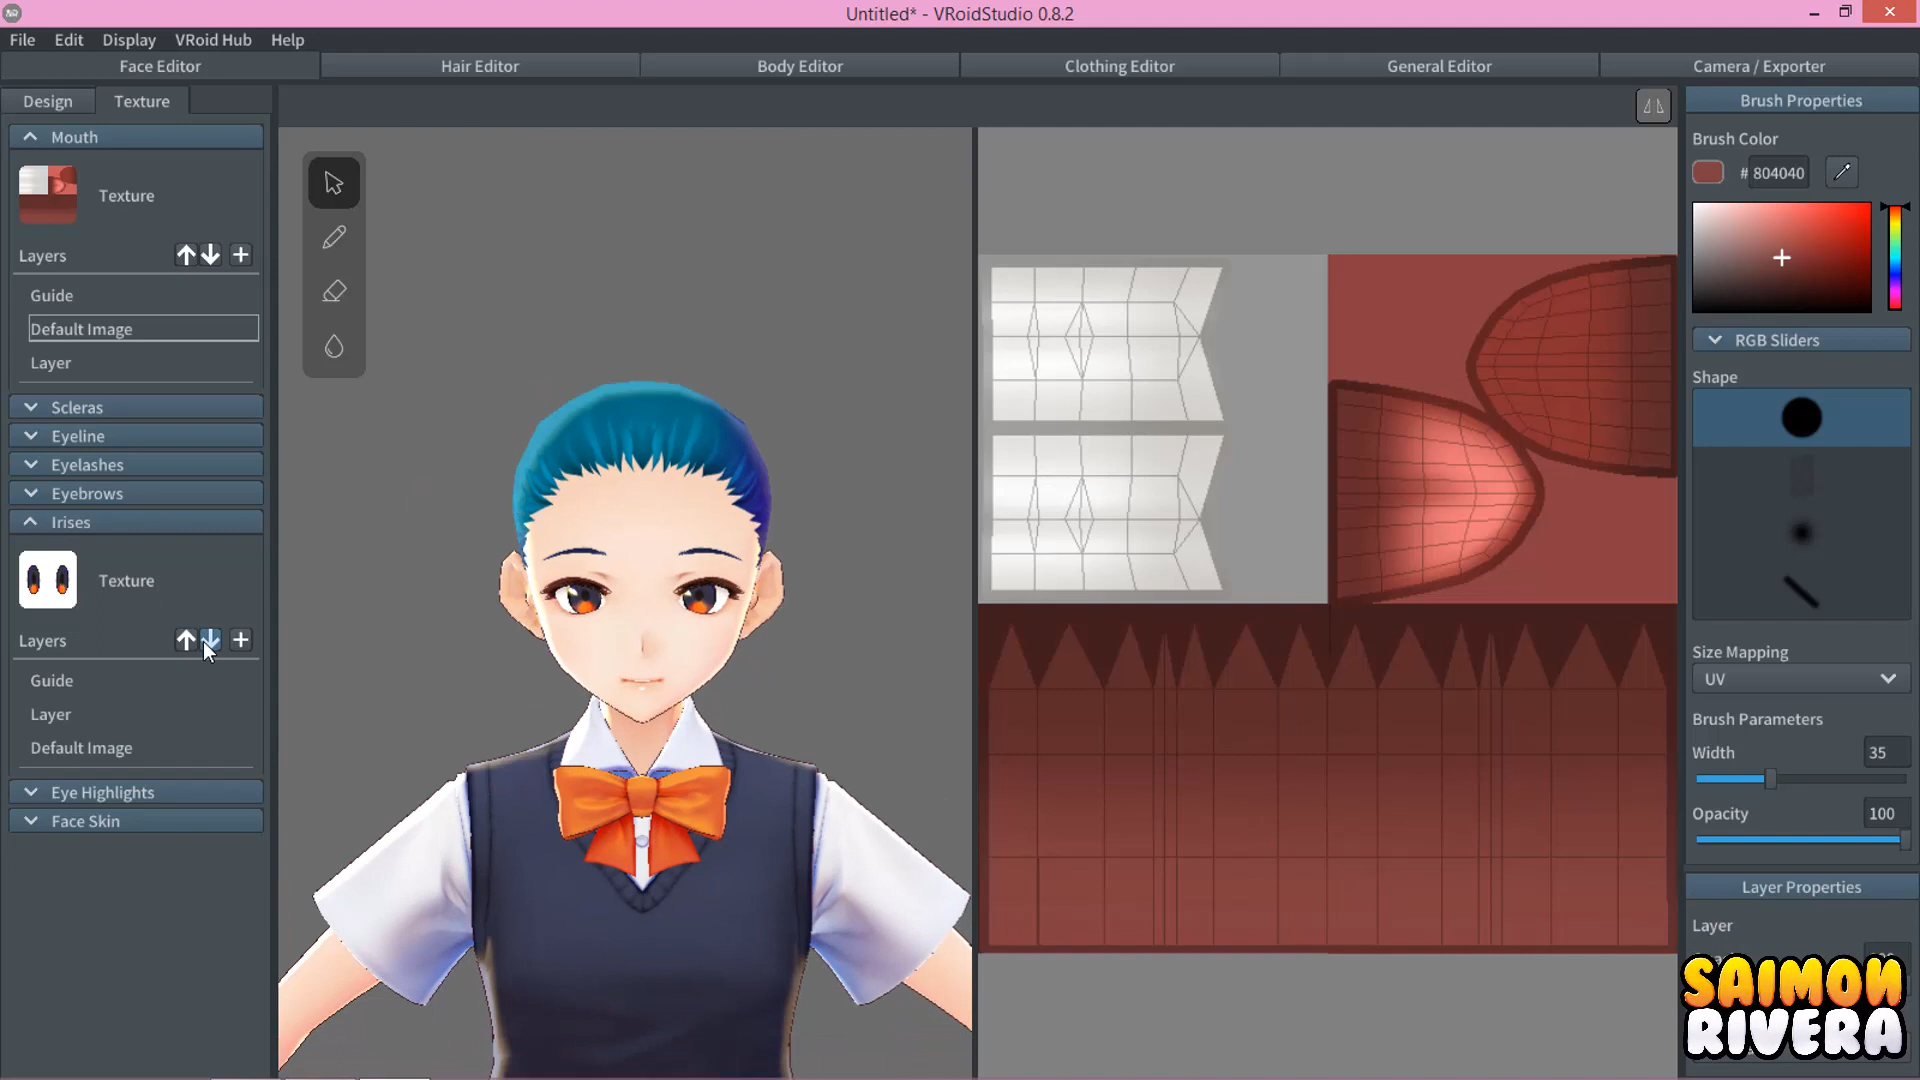 Untitled* - VRoidStudio 0.8.2
File Edit Display VRoid Hub Help
Face Editor Hair Editor Body Editor Clothing Editor General Editor Camera / Exporter
Design Texture
Mouth
Texture
Layers
Guide
Default Image
Layer
Scleras
Eyeline
Eyelashes
Eyebrows
Irises
Texture
Layers
Guide
Layer
Default Image
Eye Highlights
Face Skin
Brush Properties
Brush Color
# 804040
RGB Sliders
Shape
Size Mapping
UV
Brush Parameters
Width 35
Opacity 100
Layer Properties
Layer
SAIMON
RIVERA